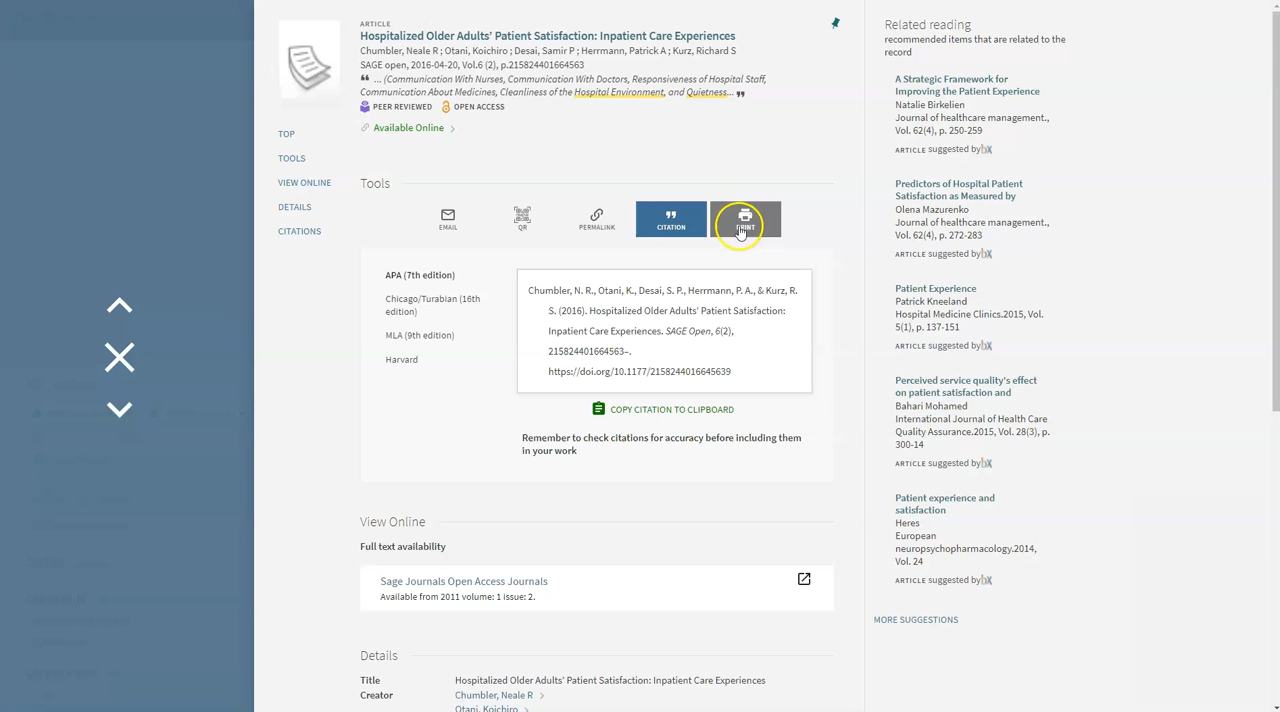 ARTICLE
Hospitalized Older Adults' Patient Satisfaction: Inpatient Care Experiences
Chumbler, Neale R ; Otani, Koichiro ; Desai, Samir P ; Herrmann, Patrick A ; Kurz, Richard S
SAGE open, 2016-04-20, Vol.6 (2), p.215824401664563
❝ ... (Communication With Nurses, Communication With Doctors, Responsiveness of Hospital Staff,
Communication About Medicines, Cleanliness of the Hospital Environment, and Quietness... ❞
PEER REVIEWED OPEN ACCESS
Available Online
TOP
TOOLS
VIEW ONLINE
DETAILS
CITATIONS
Tools
EMAIL
QR
PERMALINK
CITATION
PRINT
APA (7th edition)
Chicago/Turabian (16th
edition)
MLA (9th edition)
Harvard
Chumbler, N. R., Otani, K., Desai, S. P., Herrmann, P. A., & Kurz, R.
S. (2016). Hospitalized Older Adults' Patient Satisfaction:
Inpatient Care Experiences. SAGE Open, 6(2),
215824401664563–.
https://doi.org/10.1177/2158244016645639
COPY CITATION TO CLIPBOARD
Remember to check citations for accuracy before including them
in your work
View Online
Full text availability
Sage Journals Open Access Journals
Available from 2011 volume: 1 issue: 2.
Details
Title Hospitalized Older Adults' Patient Satisfaction: Inpatient Care Experiences
Creator Chumbler, Neale R
Otani, Koichiro
Related reading
recommended items that are related to the
record
A Strategic Framework for
Improving the Patient Experience
Natalie Birkelien
Journal of healthcare management.,
Vol. 62(4), p. 250-259
ARTICLE suggested by bX
Predictors of Hospital Patient
Satisfaction as Measured by
Olena Mazurenko
Journal of healthcare management.,
Vol. 62(4), p. 272-283
ARTICLE suggested by bX
Patient Experience
Patrick Kneeland
Hospital Medicine Clinics.2015, Vol.
5(1), p. 137-151
ARTICLE suggested by bX
Perceived service quality's effect
on patient satisfaction and
Bahari Mohamed
International Journal of Health Care
Quality Assurance.2015, Vol. 28(3), p.
300-14
ARTICLE suggested by bX
Patient experience and
satisfaction
Heres
European
neuropsychopharmacology.2014,
Vol. 24
ARTICLE suggested by bX
MORE SUGGESTIONS